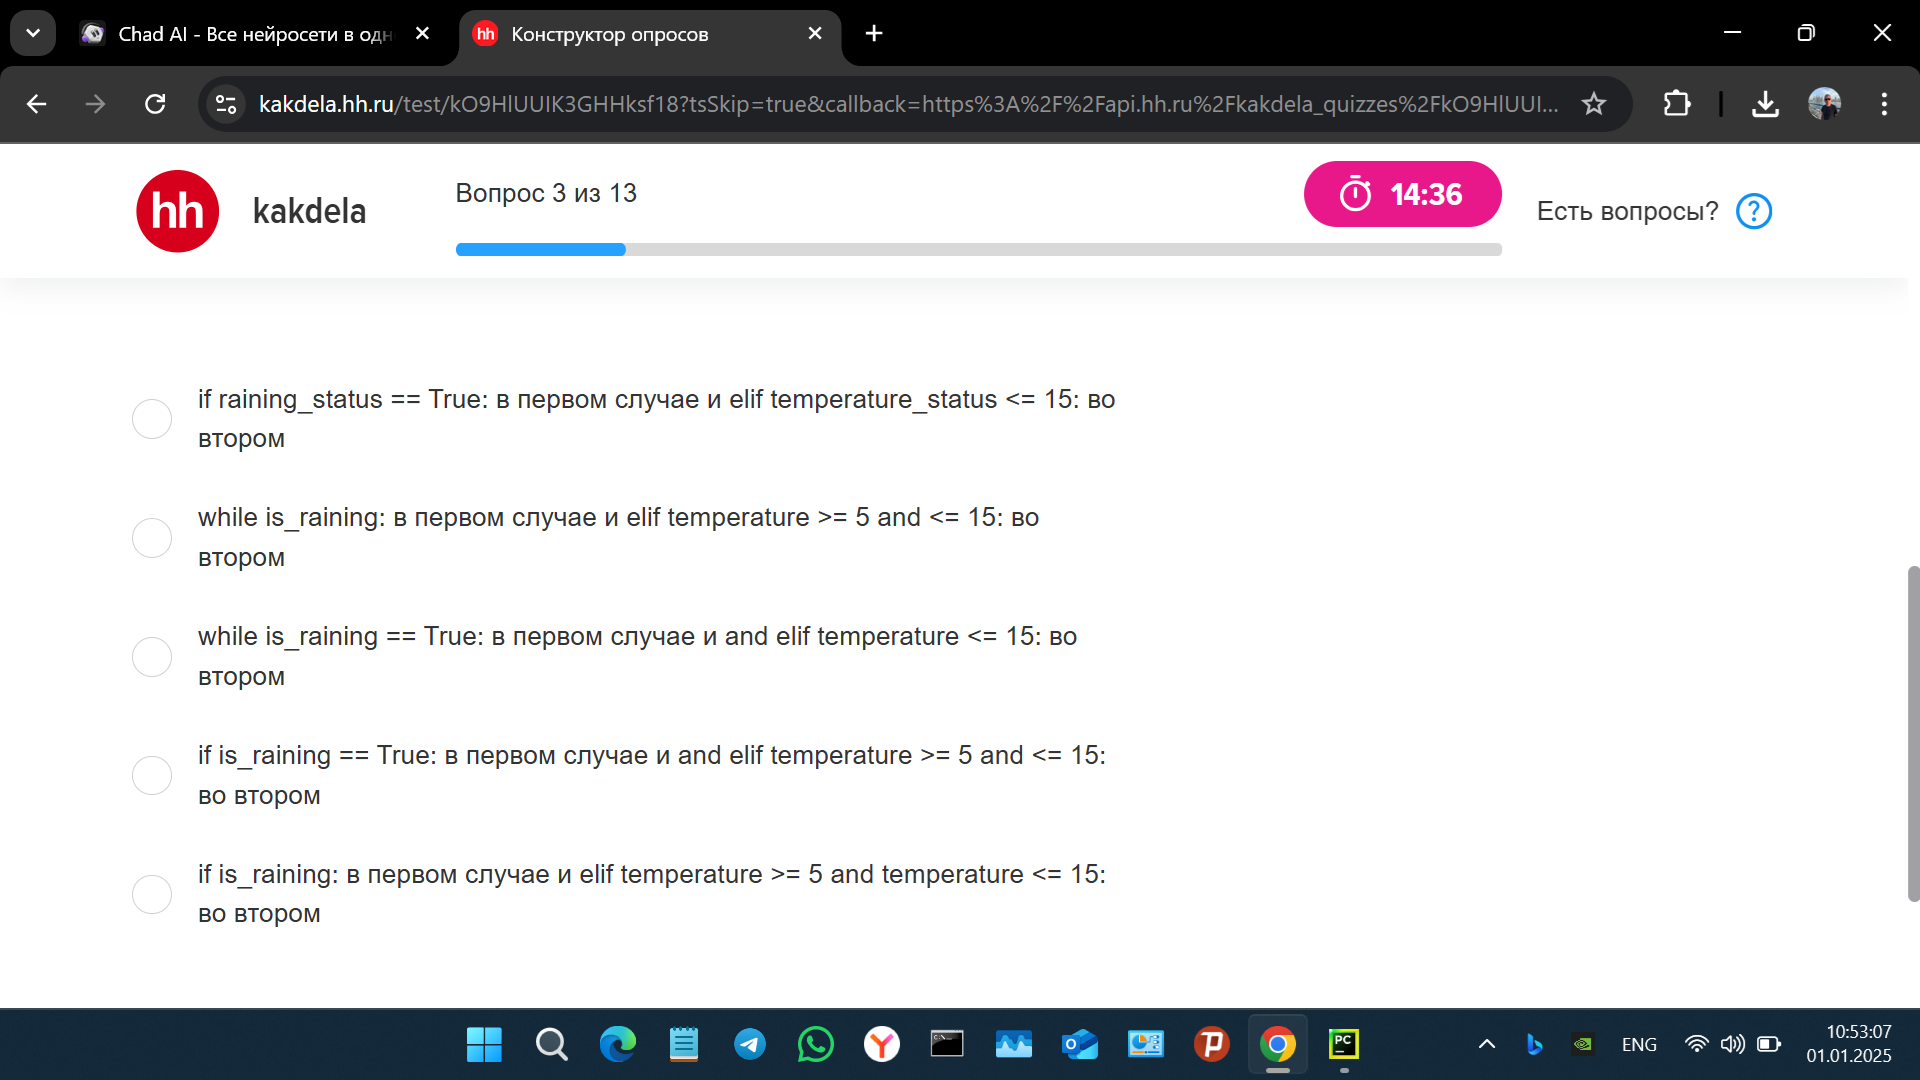 Chad AI - Все нейросети в одн
hh Конструктор опросов
kakdela.hh.ru/test/kO9HlUUIK3GHHksf18?tsSkip=true&callback=https%3A%2F%2Fapi.hh.ru%2Fkakdela_quizzes%2FkO9HlUUI...
hh kakdela
Вопрос 3 из 13
14:36
Есть вопросы? ?
if raining_status == True: в первом случае и elif temperature_status <= 15: во
втором
while is_raining: в первом случае и elif temperature >= 5 and <= 15: во
втором
while is_raining == True: в первом случае и and elif temperature <= 15: во
втором
if is_raining == True: в первом случае и and elif temperature >= 5 and <= 15:
во втором
if is_raining: в первом случае и elif temperature >= 5 and temperature <= 15:
во втором
PC
ENG
10:53:07
01.01.2025